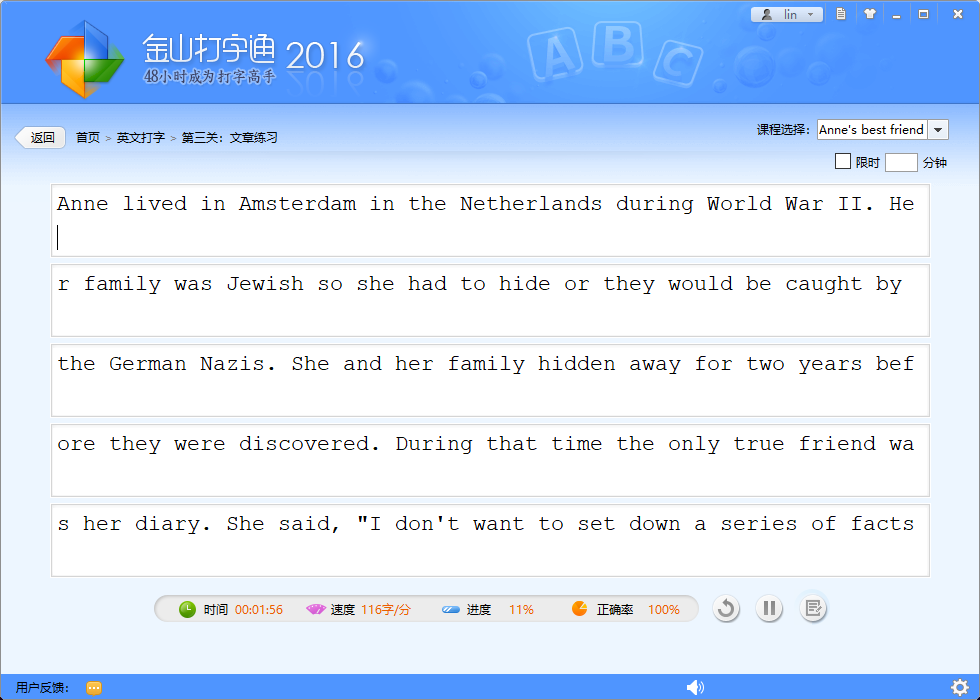 lin
金山打字通 2016
48小时成为打字高手
A B C
返回 首页 > 英文打字 > 第三关：文章练习
课程选择： Anne's best friend
限时 分钟
Anne lived in Amsterdam in the Netherlands during World War II. He
r family was Jewish so she had to hide or they would be caught by
the German Nazis. She and her family hidden away for two years bef
ore they were discovered. During that time the only true friend wa
s her diary. She said, "I don't want to set down a series of facts
时间 00:01:56 速度 116字/分 进度 11% 正确率 100%
用户反馈：